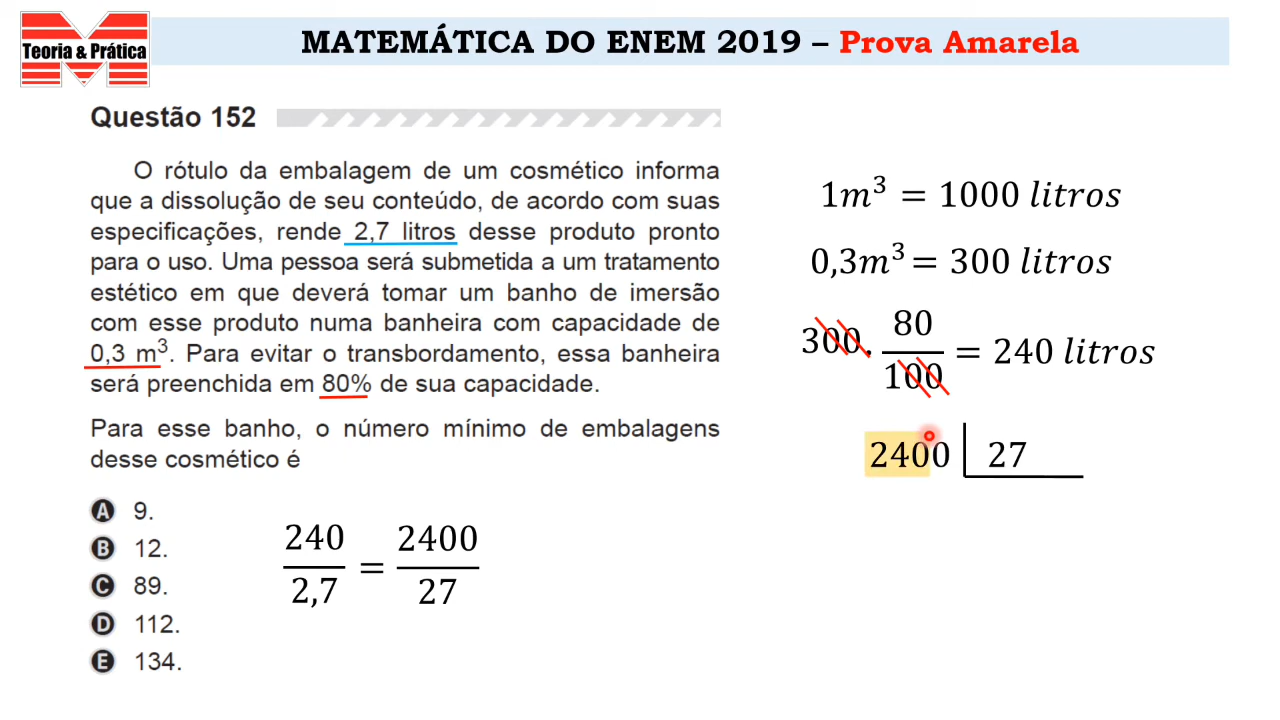 Teoria & Prática
MATEMÁTICA DO ENEM 2019 – Prova Amarela
Questão 152
O rótulo da embalagem de um cosmético informa
que a dissolução de seu conteúdo, de acordo com suas
especificações, rende 2,7 litros desse produto pronto
para o uso. Uma pessoa será submetida a um tratamento
estético em que deverá tomar um banho de imersão
com esse produto numa banheira com capacidade de
0,3 m³. Para evitar o transbordamento, essa banheira
será preenchida em 80% de sua capacidade.
Para esse banho, o número mínimo de embalagens
desse cosmético é
A 9.
B 12.
C 89.
D 112.
E 134.
240/2,7 = 2400/27
1m³ = 1000 litros
0,3m³ = 300 litros
300. 80/100 = 240 litros
2400 27